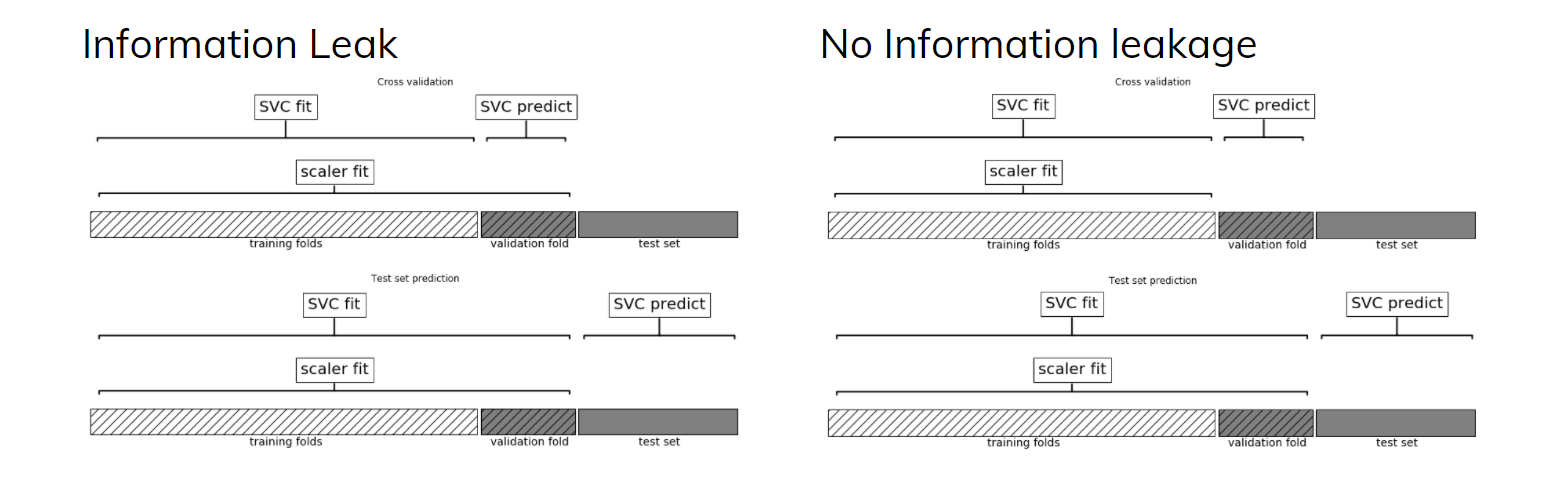 Information Leak
Cross validation
SVC fit
SVC predict
scaler fit
training folds
validation fold
test set
Test set prediction
SVC fit
SVC predict
scaler fit
training folds
validation fold
test set
No Information leakage
Cross validation
SVC fit
SVC predict
scaler fit
training folds
validation fold
test set
Test set prediction
SVC fit
SVC predict
scaler fit
training folds
validation fold
test set